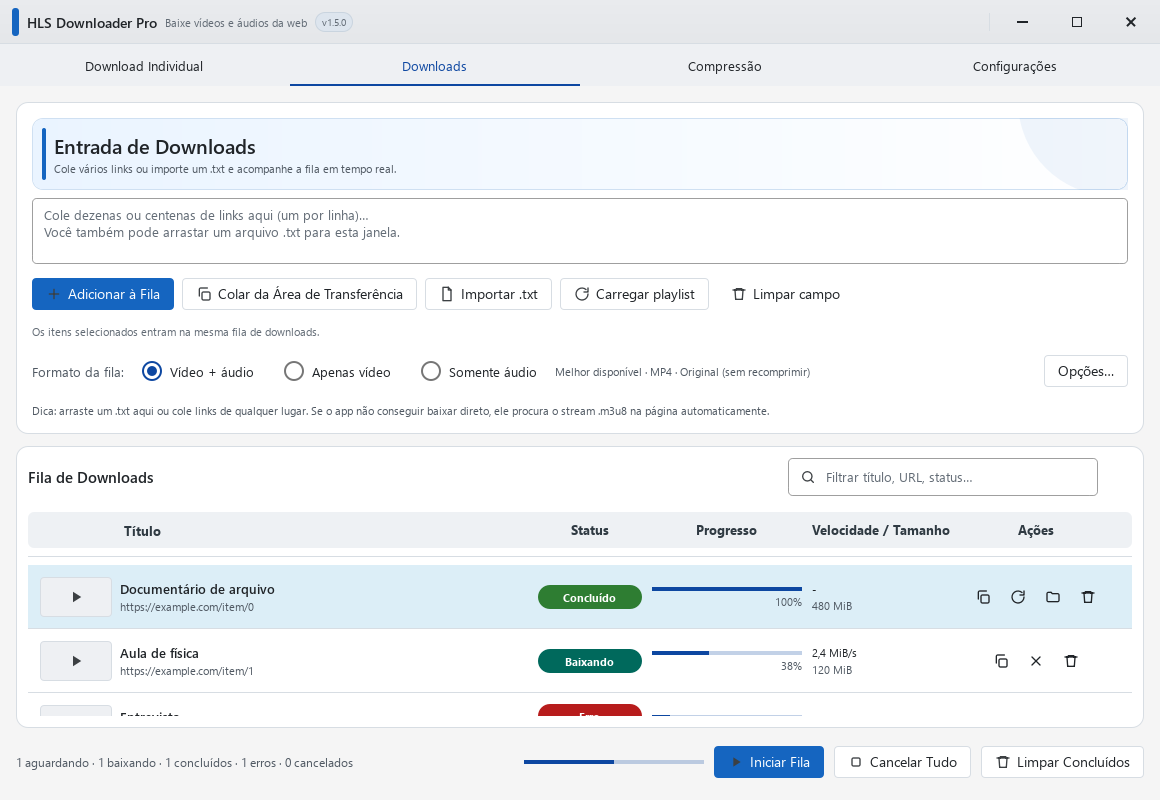 HLS Downloader Pro Baixe vídeos e áudios da web v1.5.0
Download Individual Downloads Compressão Configurações
Entrada de Downloads
Cole vários links ou importe um .txt e acompanhe a fila em tempo real.
Cole dezenas ou centenas de links aqui (um por linha)...
Você também pode arrastar um arquivo .txt para esta janela.
Adicionar à Fila Colar da Área de Transferência Importar .txt Carregar playlist Limpar campo
Os itens selecionados entram na mesma fila de downloads.
Formato da fila: Vídeo + áudio Apenas vídeo Somente áudio Melhor disponível · MP4 · Original (sem recomprimir) Opções...
Dica: arraste um .txt aqui ou cole links de qualquer lugar. Se o app não conseguir baixar direto, ele procura o stream .m3u8 na página automaticamente.
Fila de Downloads Filtrar título, URL, status...
Título Status Progresso Velocidade / Tamanho Ações
Documentário de arquivo Concluído -
https://example.com/item/0 100% 480 MiB
Aula de física Baixando 2,4 MiB/s
https://example.com/item/1 38% 120 MiB
Entrevista Erro
1 aguardando · 1 baixando · 1 concluídos · 1 erros · 0 cancelados Iniciar Fila Cancelar Tudo Limpar Concluídos